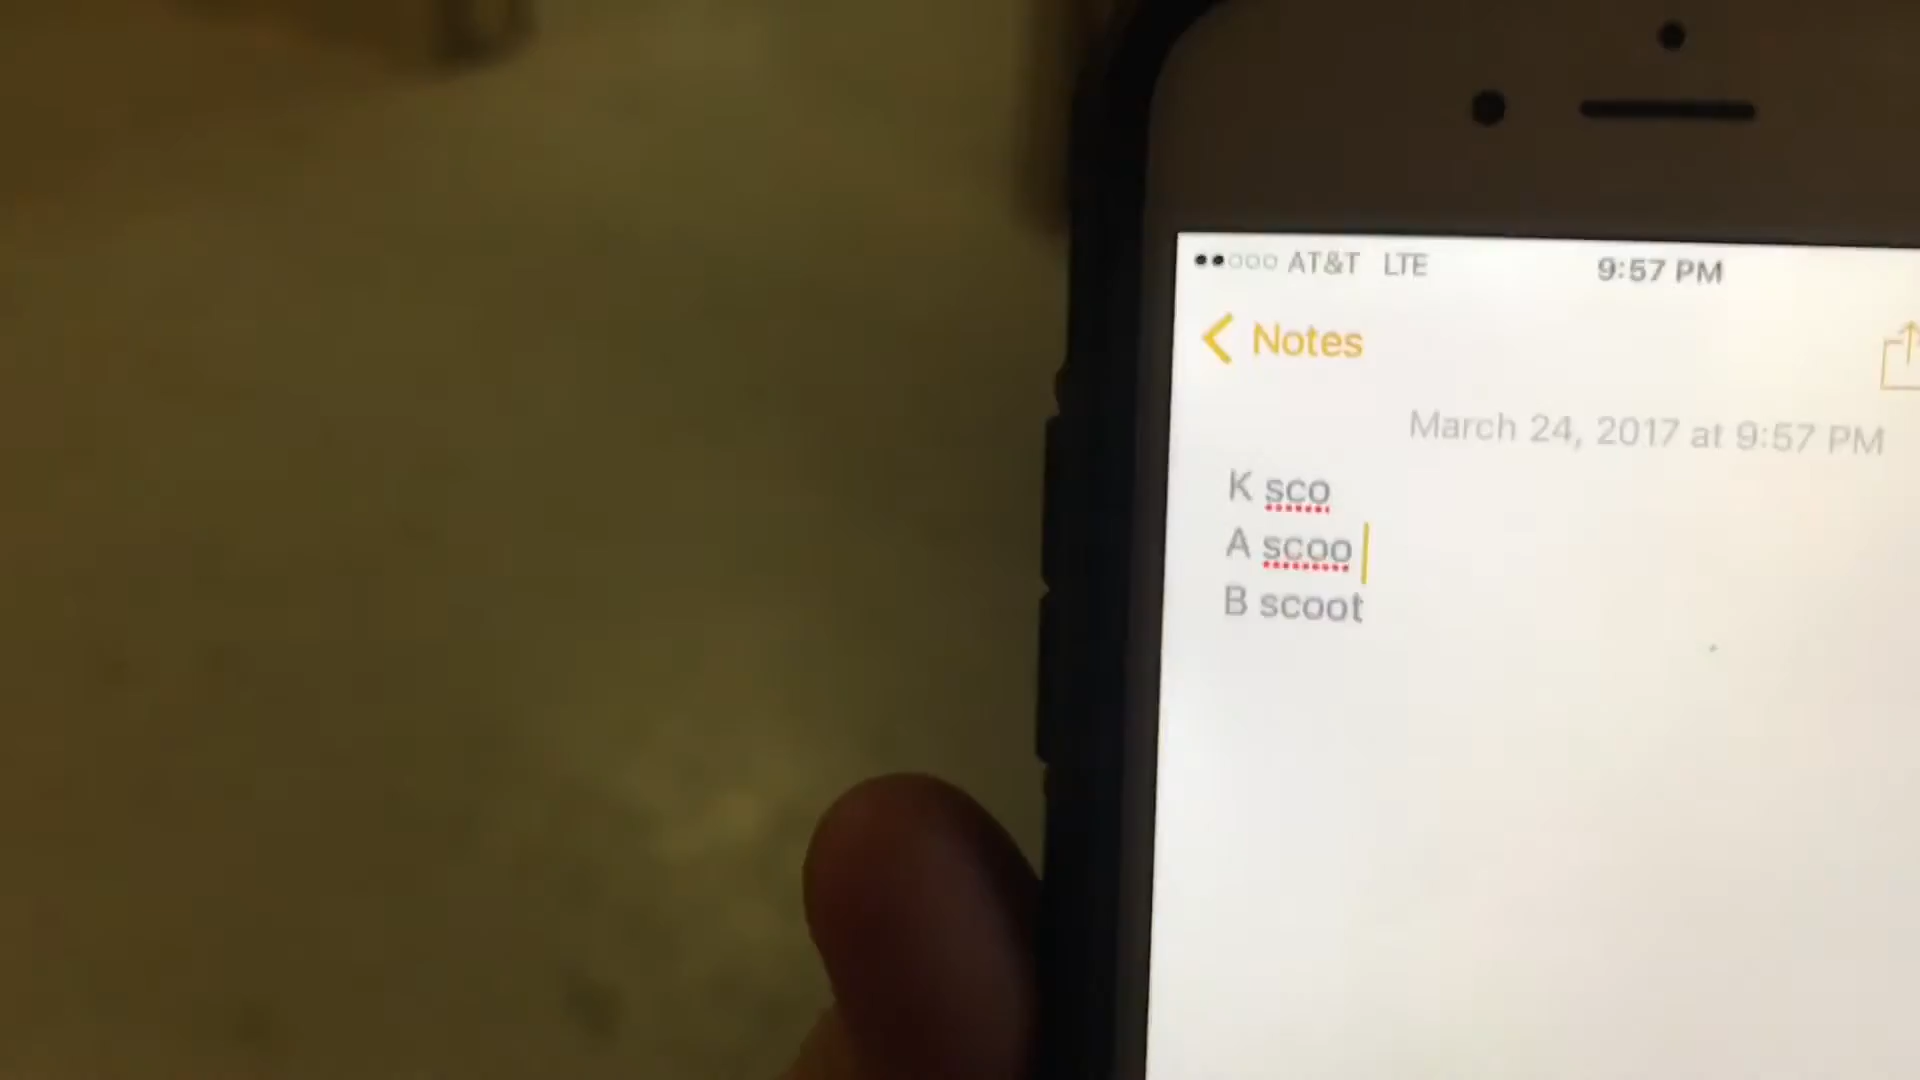 AT&T LTE 9:57 PM
Notes
March 24, 2017 at 9:57 PM
K sco
A scoo
B scoot